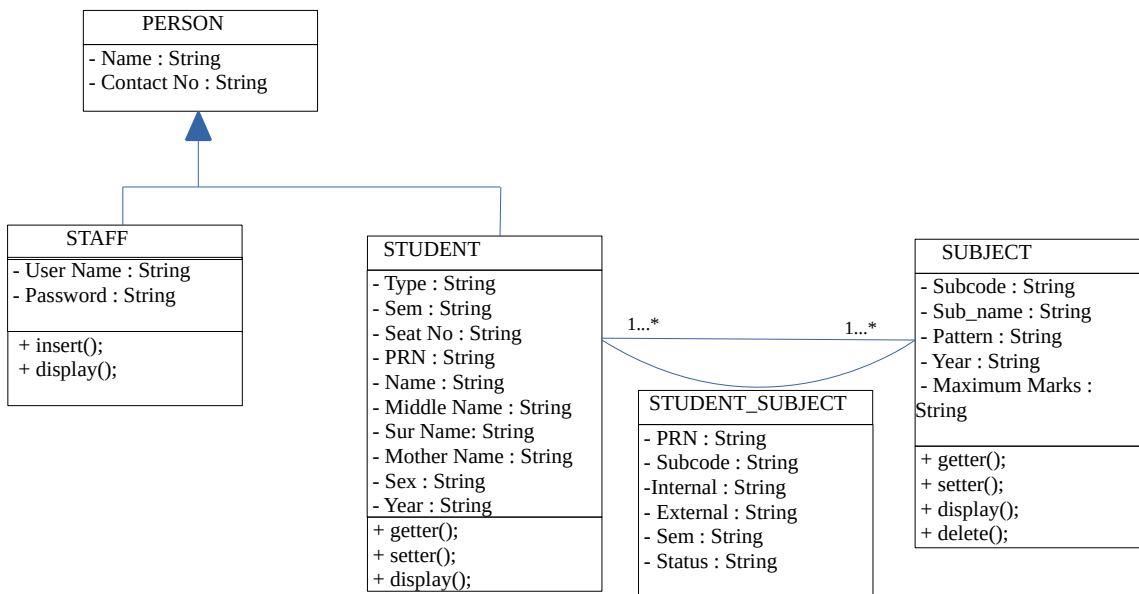 PERSON
- Name : String
- Contact No : String
STAFF
- User Name : String
- Password : String
+ insert();
+ display();
STUDENT
- Type : String
- Sem : String
- Seat No : String
- PRN : String
- Name : String
- Middle Name : String
- Sur Name: String
- Mother Name : String
- Sex : String
- Year : String
+ getter();
+ setter();
+ display();
1...*
1...*
STUDENT_SUBJECT
- PRN : String
- Subcode : String
-Internal : String
- External : String
- Sem : String
- Status : String
SUBJECT
- Subcode : String
- Sub_name : String
- Pattern : String
- Year : String
- Maximum Marks :
String
+ getter();
+ setter();
+ display();
+ delete();